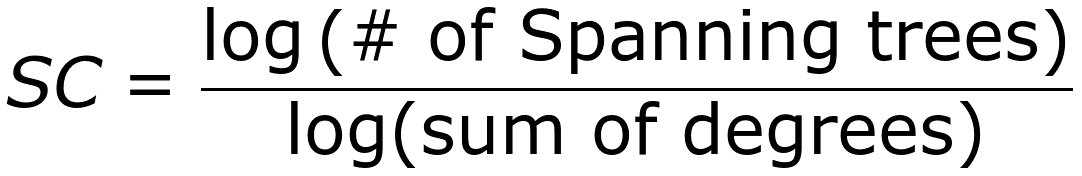 SC = log (# of Spanning trees)
log(sum of degrees)